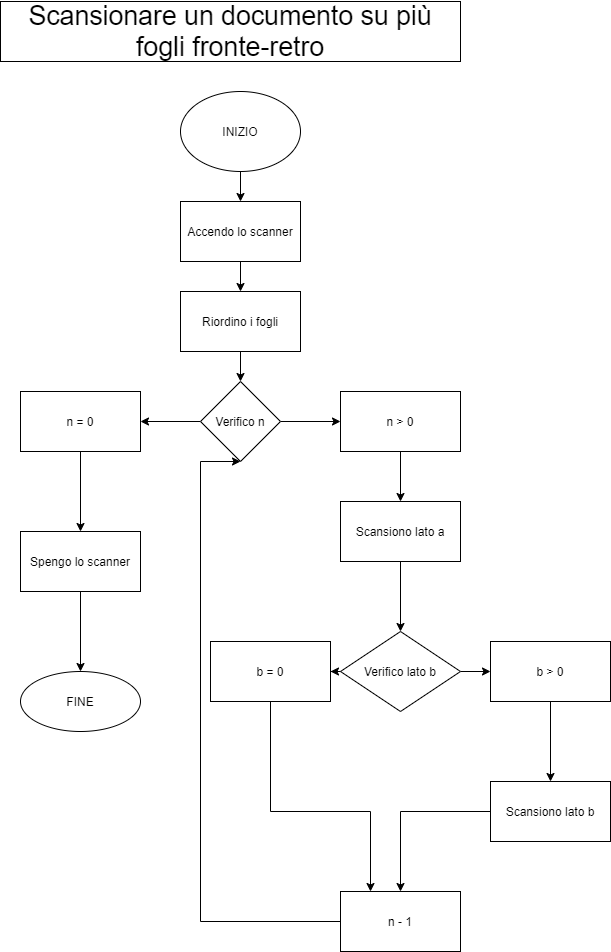 Scansionare un documento su più
fogli fronte-retro
INIZIO
Accendo lo scanner
Riordino i fogli
n = 0
Verifico n
n > 0
Scansiono lato a
Spengo lo scanner
b = 0
Verifico lato b
b > 0
FINE
Scansiono lato b
n - 1